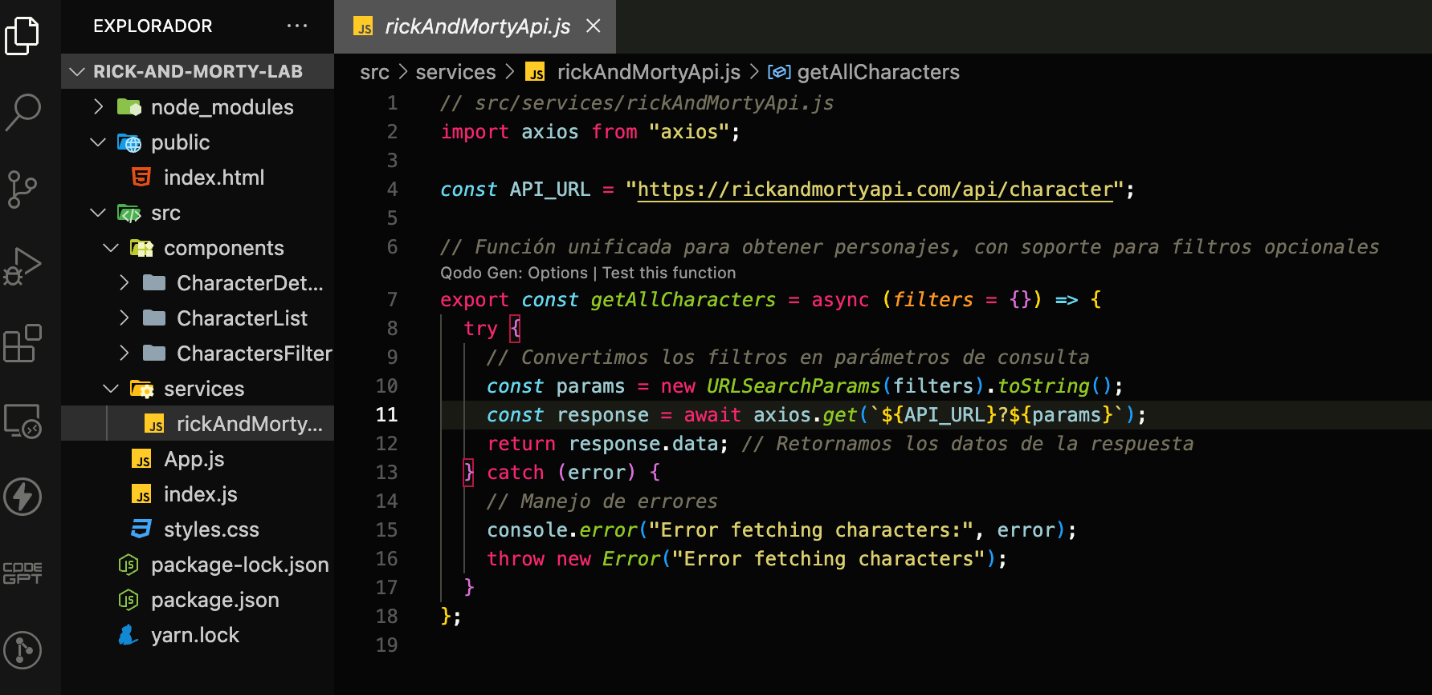 EXPLORADOR ···
RICK-AND-MORTY-LAB
node_modules
public
index.html
src
components
CharacterDet...
CharacterList
CharactersFilter
services
JS rickAndMorty...
JS App.js
JS index.js
styles.css
package-lock.json
package.json
yarn.lock
CODE
GPT
JS rickAndMortyApi.js
src > services > JS rickAndMortyApi.js > getAllCharacters
1 // src/services/rickAndMortyApi.js
2 import axios from "axios";
3
4 const API_URL = "https://rickandmortyapi.com/api/character";
5
6 // Función unificada para obtener personajes, con soporte para filtros opcionales
Qodo Gen: Options | Test this function
7 export const getAllCharacters = async (filters = {}) => {
8 try {
9 // Convertimos los filtros en parámetros de consulta
10 const params = new URLSearchParams(filters).toString();
11 const response = await axios.get(`${API_URL}?${params}`);
12 return response.data; // Retornamos los datos de la respuesta
13 } catch (error) {
14 // Manejo de errores
15 console.error("Error fetching characters:", error);
16 throw new Error("Error fetching characters");
17 }
18 };
19